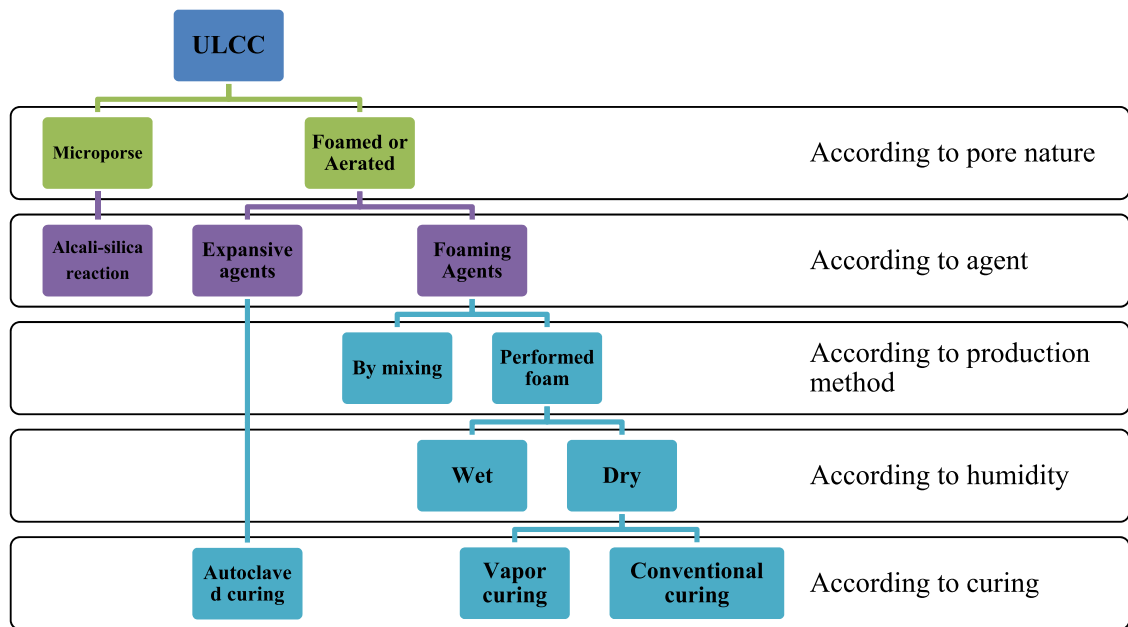 ULCC
Microporse
Foamed or
Aerated
According to pore nature
Alcali-silica
reaction
Expansive
agents
Foaming
Agents
According to agent
By mixing
Performed
foam
According to production
method
Wet
Dry
According to humidity
Autoclave
d curing
Vapor
curing
Conventional
curing
According to curing